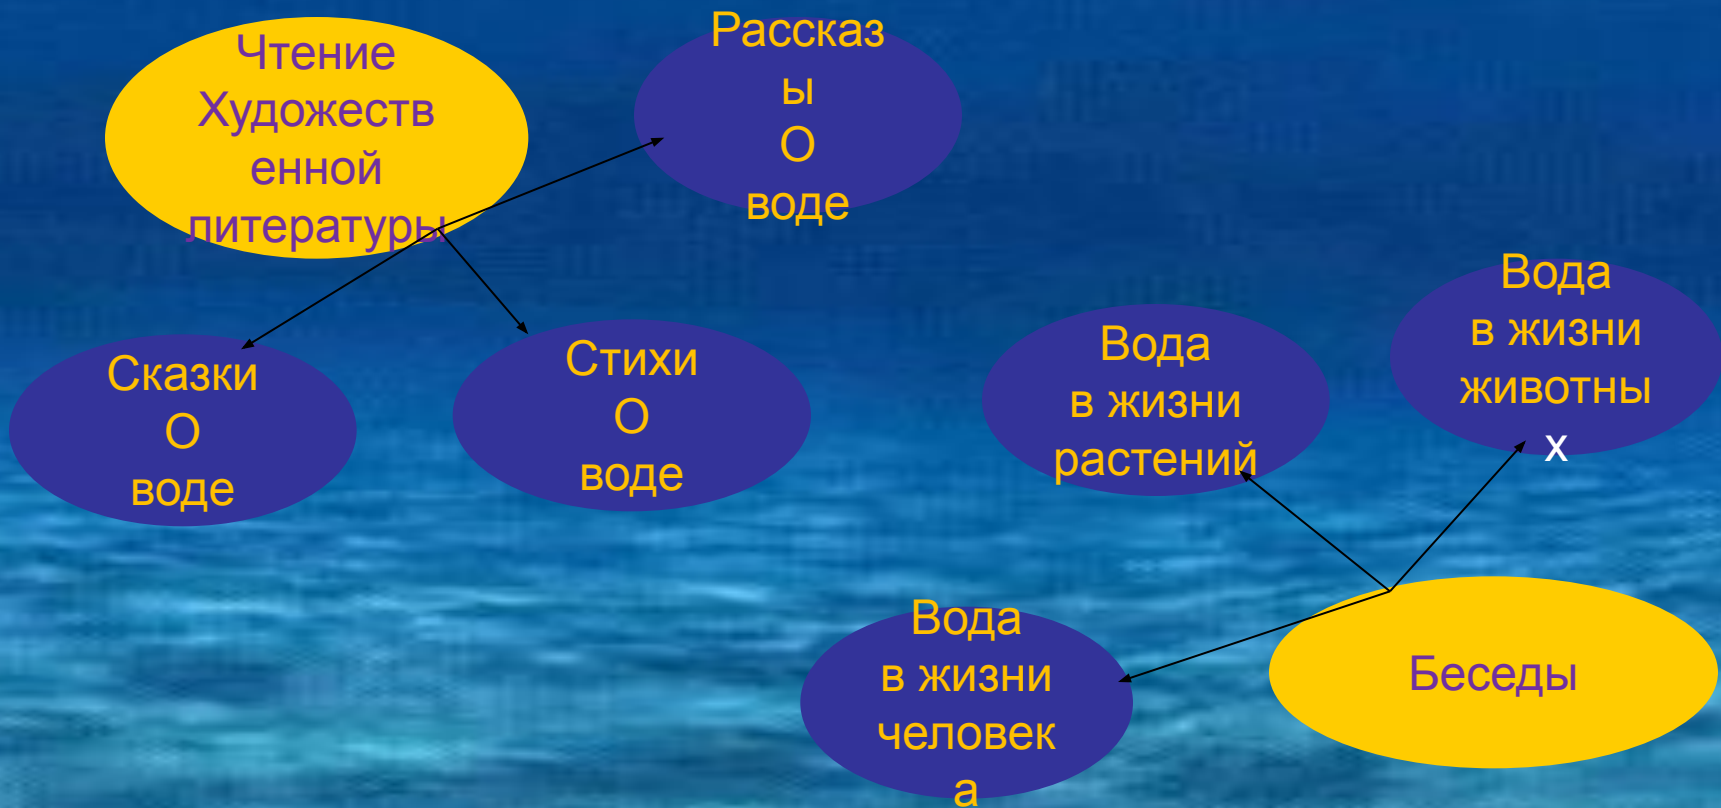 Чтение
Художеств
енной
литературы
Рассказ
ы
О
воде
Сказки
О
воде
Стихи
О
воде
Вода
в жизни
растений
Вода
в жизни
животны
х
Вода
в жизни
человек
а
Беседы